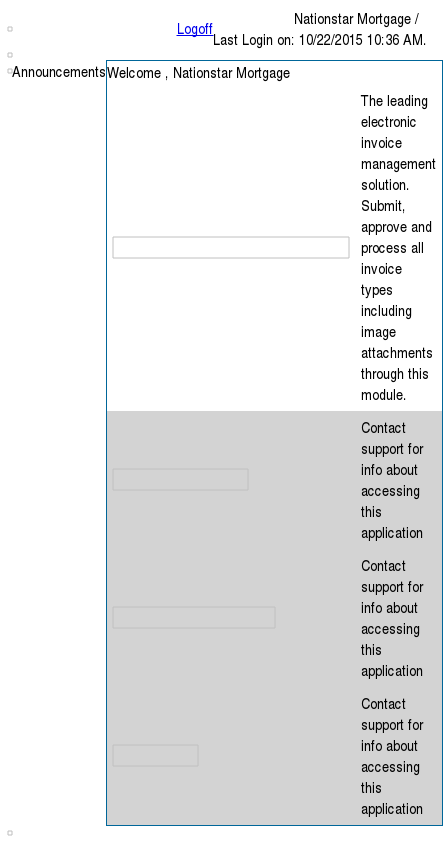 Nationstar Mortgage /
Logoff
Last Login on: 10/22/2015 10:36 AM.
Announcements
Welcome , Nationstar Mortgage
The leading
electronic
invoice
management
solution.
Submit,
approve and
process all
invoice
types
including
image
attachments
through this
module.
Contact
support for
info about
accessing
this
application
Contact
support for
info about
accessing
this
application
Contact
support for
info about
accessing
this
application